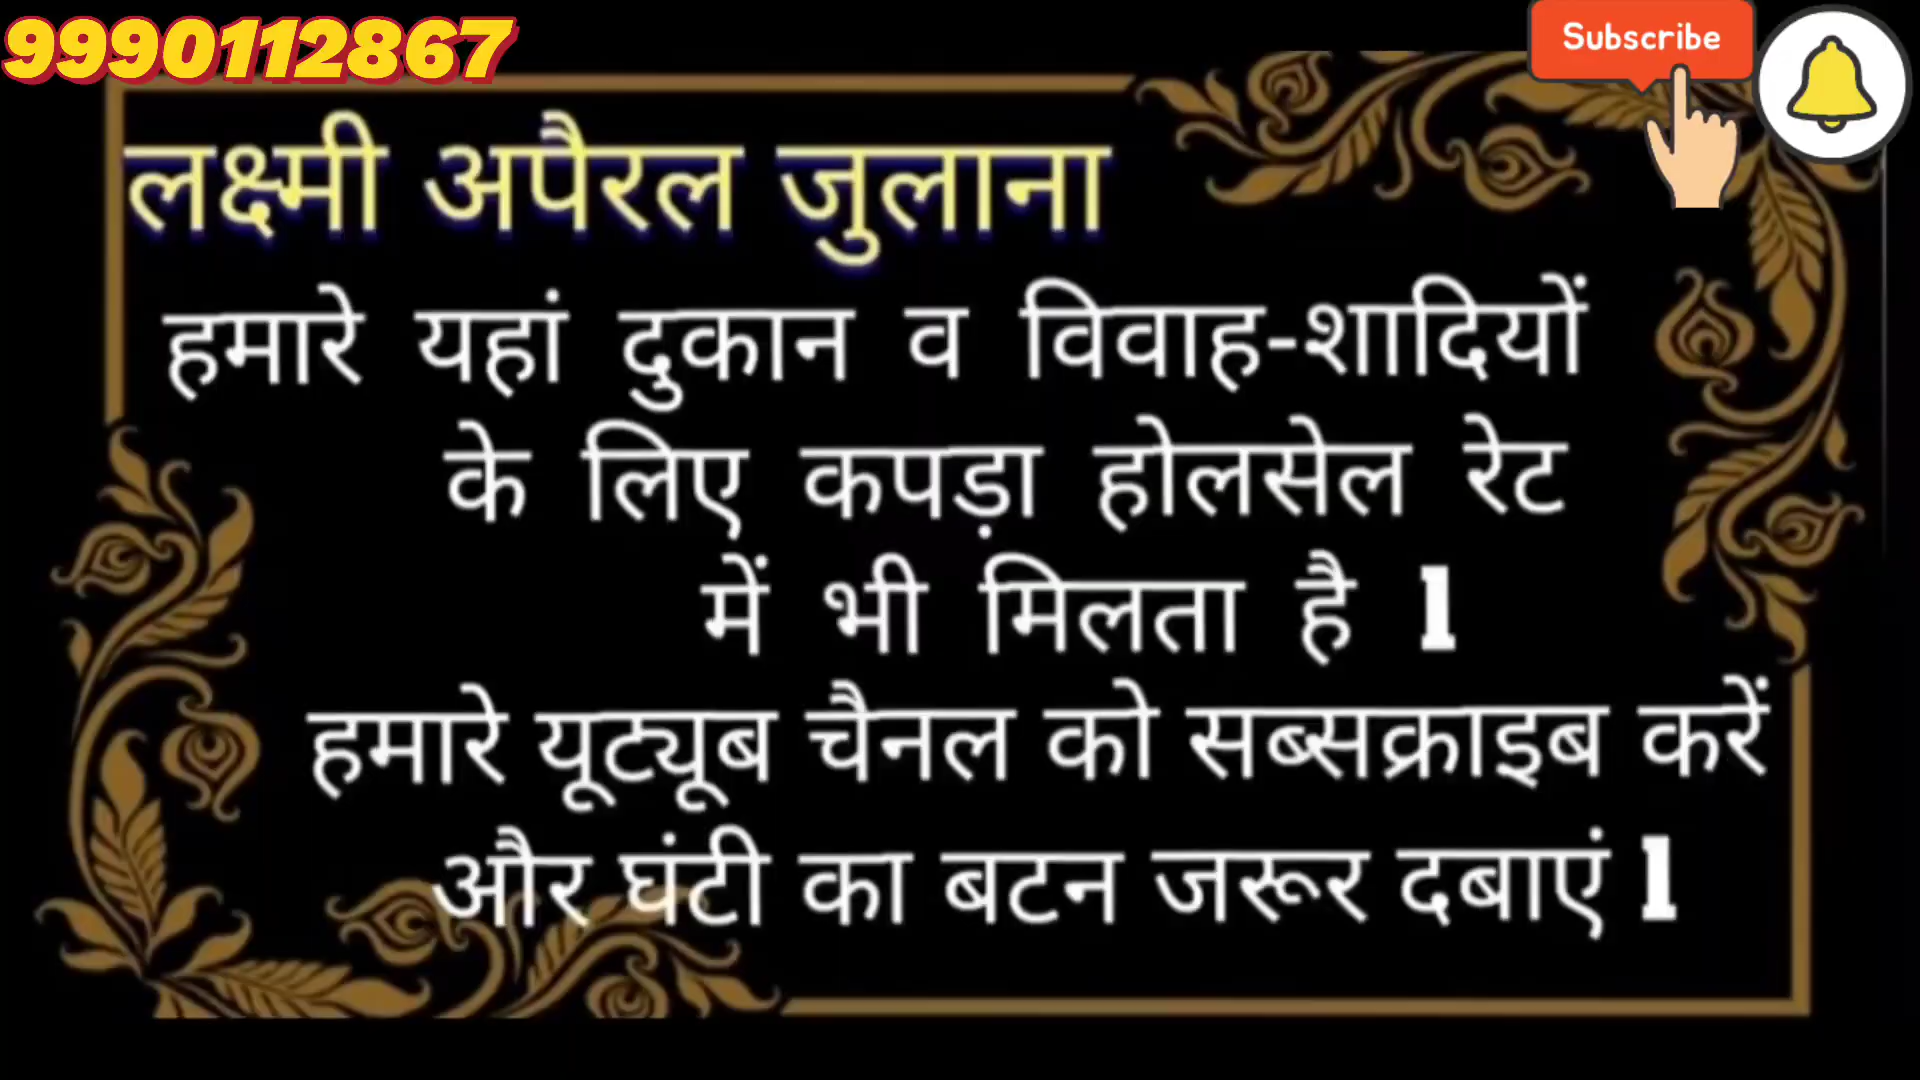 9990112867
Subscribe
लक्ष्मी अपैरल जुलाना
हमारे यहां दुकान व विवाह-शादियों
के लिए कपड़ा होलसेल रेट
में भी मिलता है l
हमारे यूट्यूब चैनल को सब्सक्राइब करें
और घंटी का बटन जरूर दबाएं l